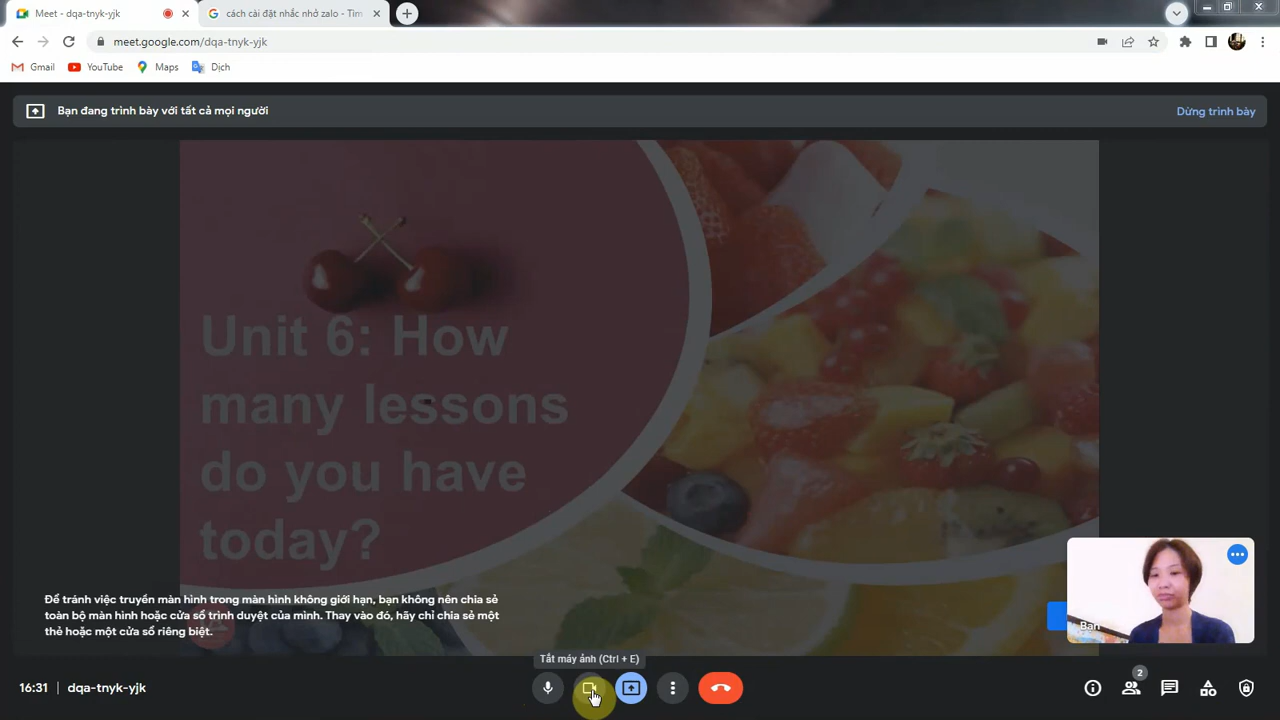 Meet - dqa-tnyk-yjk
cách cài đặt nhắc nhở zalo - Tìm
meet.google.com/dqa-tnyk-yjk
Gmail
YouTube
Maps
Dịch
Bạn đang trình bày với tất cả mọi người
Dừng trình bày
Unit 6: How
many lessons
do you have
today?
Để tránh việc truyền màn hình trong màn hình không giới hạn, bạn không nên chia sẻ
toàn bộ màn hình hoặc cửa sổ trình duyệt của mình. Thay vào đó, hãy chỉ chia sẻ một
thẻ hoặc một cửa sổ riêng biệt.
Bạn
Tắt máy ảnh (Ctrl + E)
16:31 | dqa-tnyk-yjk
2